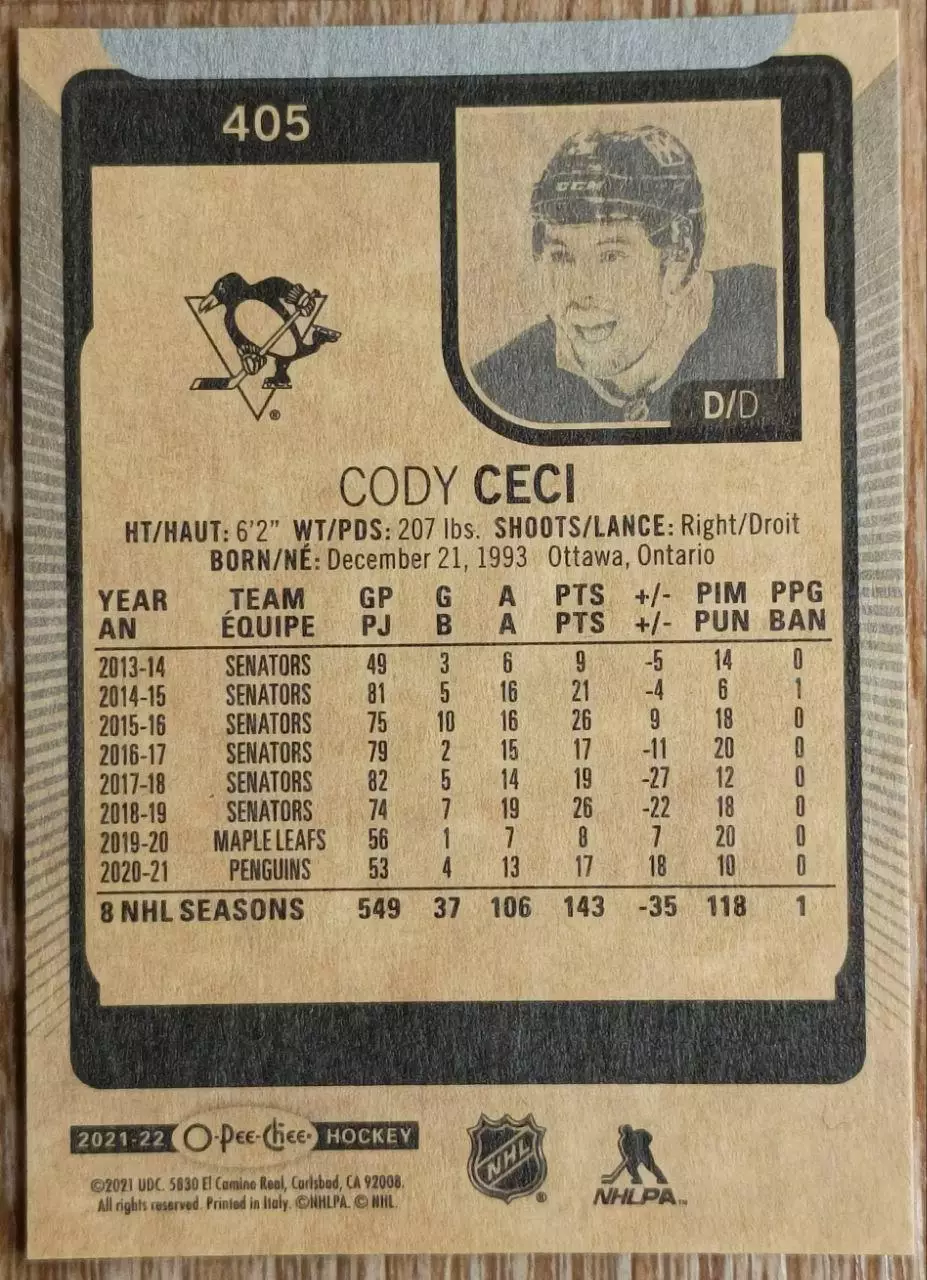 405
CCM
D/D
CODY CECI
HT/HAUT: 6'2" WT/PDS: 207 lbs. SHOOTS/LANCE: Right/Droit
BORN/NÉ: December 21, 1993 Ottawa, Ontario
YEAR TEAM GP G A PTS +/- PIM PPG
AN ÉQUIPE PJ B A PTS +/- PUN BAN
2013-14 SENATORS 49 3 6 9 -5 14 0
2014-15 SENATORS 81 5 16 21 -4 6 1
2015-16 SENATORS 75 10 16 26 9 18 0
2016-17 SENATORS 79 2 15 17 -11 20 0
2017-18 SENATORS 82 5 14 19 -27 12 0
2018-19 SENATORS 74 7 19 26 -22 18 0
2019-20 MAPLE LEAFS 56 1 7 8 7 20 0
2020-21 PENGUINS 53 4 13 17 18 10 0
8 NHL SEASONS 549 37 106 143 -35 118 1
2021-22 O-Pee-Chee HOCKEY
NHL ®
NHLPA™
©2021 UDC. 5830 El Camino Real, Carlsbad, CA 92008.
All rights reserved. Printed in Italy. ©NHLPA. © NHL.